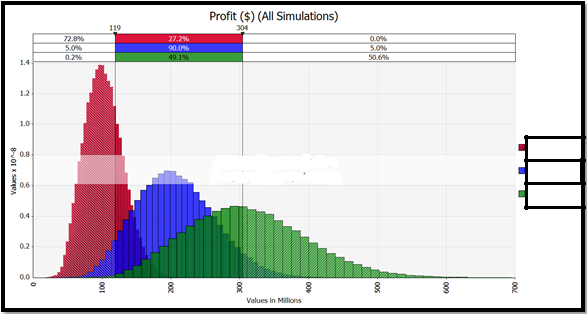 Profit ($) (All Simulations)
119 304
72.8% 27.2% 0.0%
5.0% 90.0% 5.0%
0.2% 49.1% 50.6%
1.4
1.2
1.0
0.8
0.6
0.4
0.2
0.0
Values x 10^-8
0 100 200 300 400 500 600 700
Values in Millions